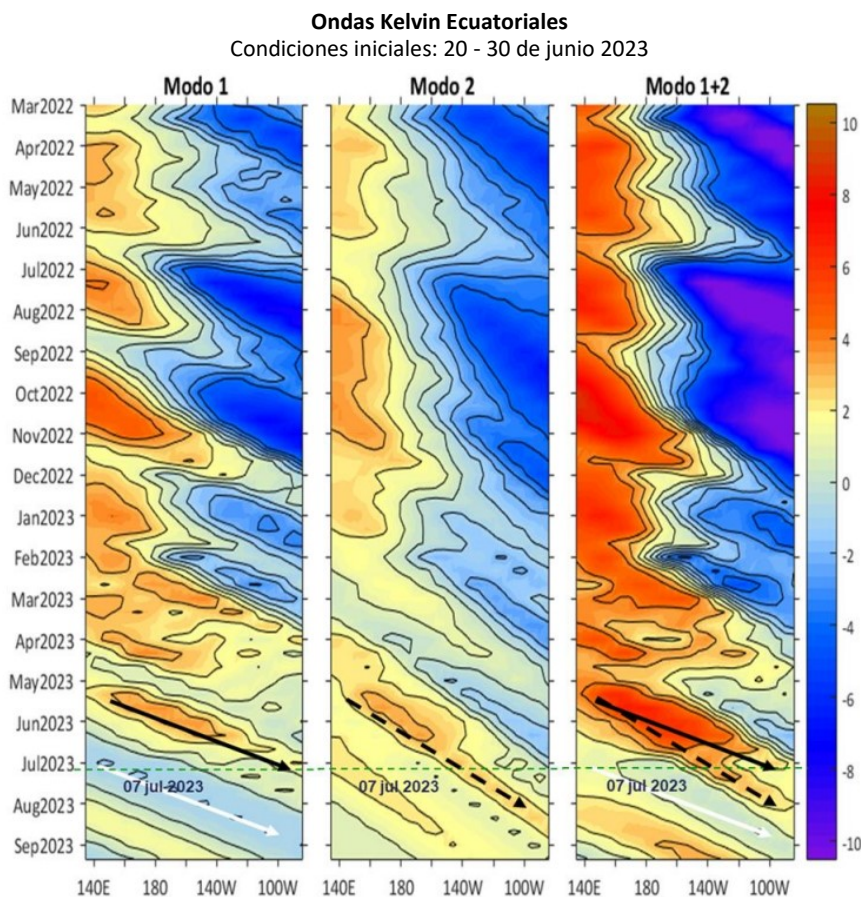 Ondas Kelvin Ecuatoriales
Condiciones iniciales: 20 - 30 de junio 2023
Modo 1
Modo 2
Modo 1+2
Mar2022
Apr2022
May2022
Jun2022
Jul2022
Aug2022
Sep2022
Oct2022
Nov2022
Dec2022
Jan2023
Feb2023
Mar2023
Apr2023
May2023
Jun2023
Jul2023
Aug2023
Sep2023
07 jul-2023
07 jul 2023
07 jul 2023
140E 180 140W 100W
140E 180 140W 100W
140E 180 140W 100W
10
8
6
4
2
0
-2
-4
-6
-8
-10